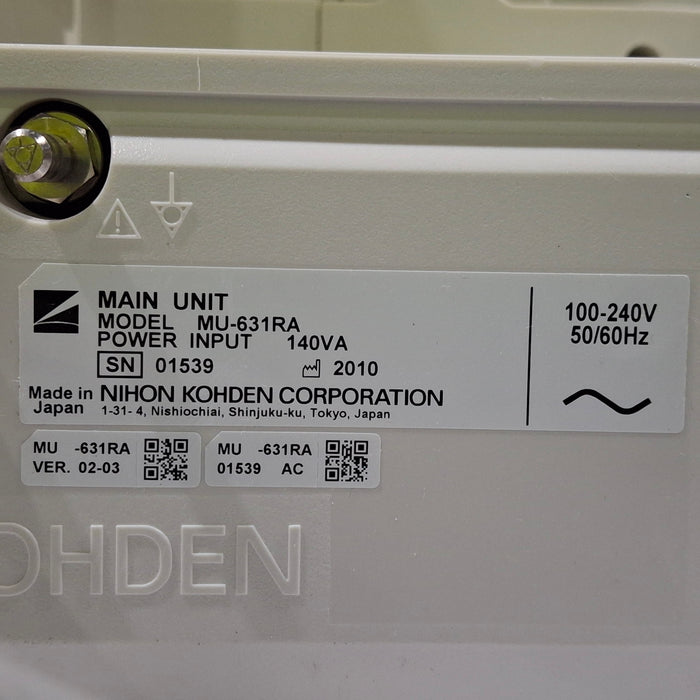 MAIN UNIT
MODEL MU-631RA
POWER INPUT 140VA
SN 01539 2010
Made in Japan NIHON KOHDEN CORPORATION
1-31-4, Nishiochiai, Shinjuku-ku, Tokyo, Japan
100-240V
50/60Hz
MU -631RA
VER. 02-03
MU -631RA
01539 AC
OHDEN